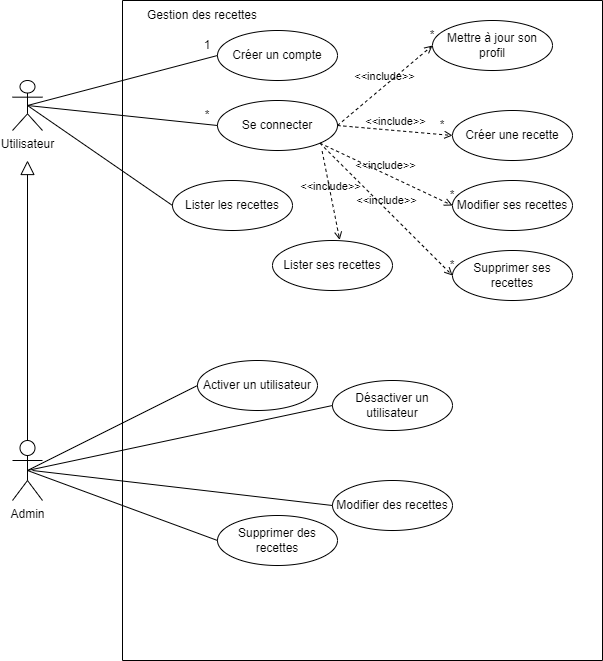 Gestion des recettes
1
Créer un compte
*
Mettre à jour son
profil
<<include>>
*
Se connecter
<<include>>
*
Créer une recette
Utilisateur
<<include>>
<<include>>
<<include>>
*
Lister les recettes
Modifier ses recettes
Lister ses recettes
*
Supprimer ses
recettes
Activer un utilisateur
Désactiver un
utilisateur
Admin
Modifier des recettes
Supprimer des
recettes